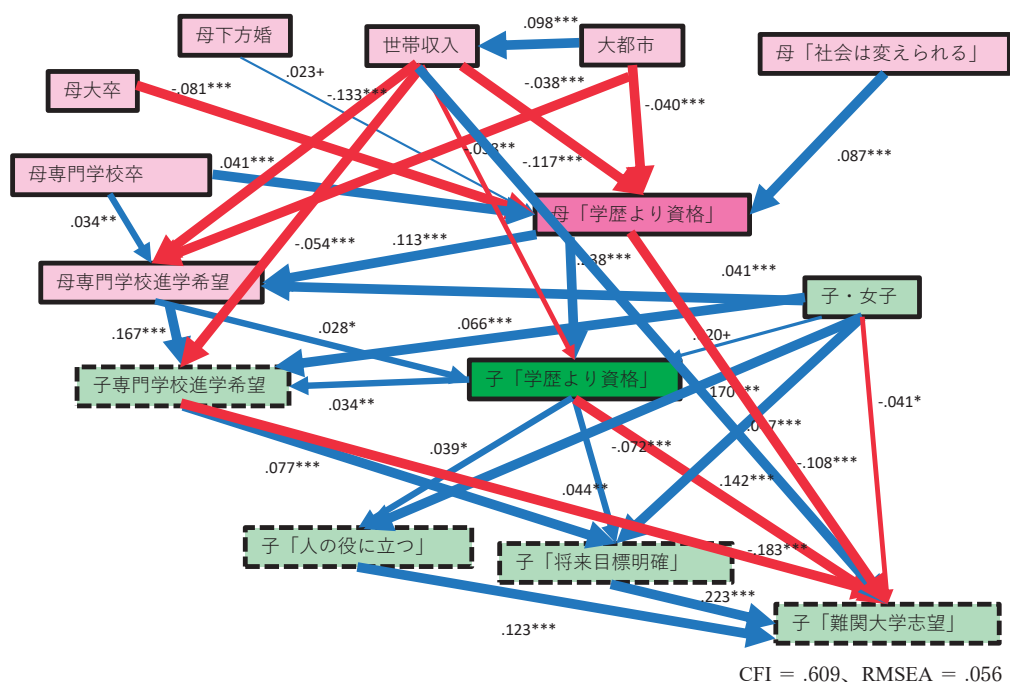 .098***
母下方婚
世帯収入
大都市
母「社会は変えられる」
.023+
母大卒
-.081***
-.133***
-.038***
-.040***
母専門学校卒
.041***
-.117***
.087***
母「学歴より資格」
.034**
-.054***
.113***
.041***
母専門学校進学希望
子・女子
.167***
.028*
.066***
子専門学校進学希望
子「学歴より資格」
.034**
-.041*
.039*
-.072***
.077***
.044**
.142***
-.108***
子「人の役に立つ」
子「将来目標明確」
-.183***
.223***
子「難関大学志望」
.123***
CFI = .609、RMSEA = .056